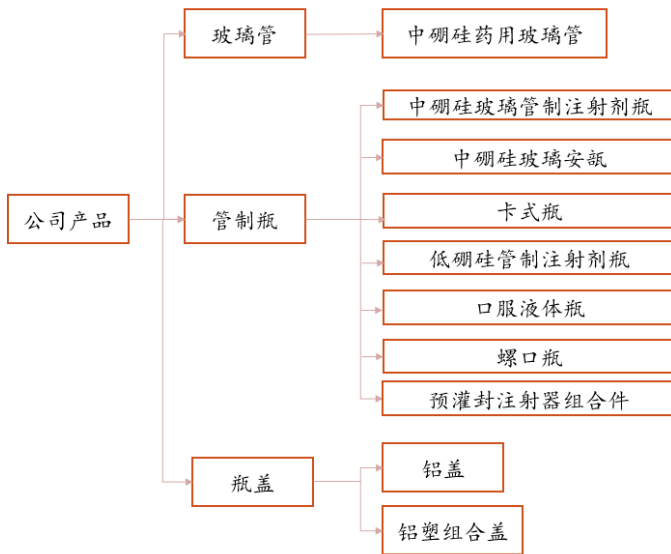 玻璃管
中硼硅药用玻璃管
中硼硅玻璃管制注射剂瓶
中硼硅玻璃安瓿
公司产品
管制瓶
卡式瓶
低硼硅管制注射剂瓶
口服液体瓶
螺口瓶
预灌封注射器组合件
瓶盖
铝盖
铝塑组合盖